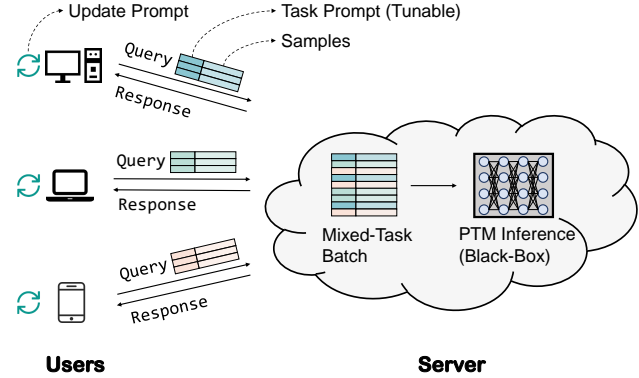 Update Prompt
Task Prompt (Tunable)
Samples
Query
Response
Query
Response
Query
Response
Mixed-Task
Batch
PTM Inference
(Black-Box)
Users
Server